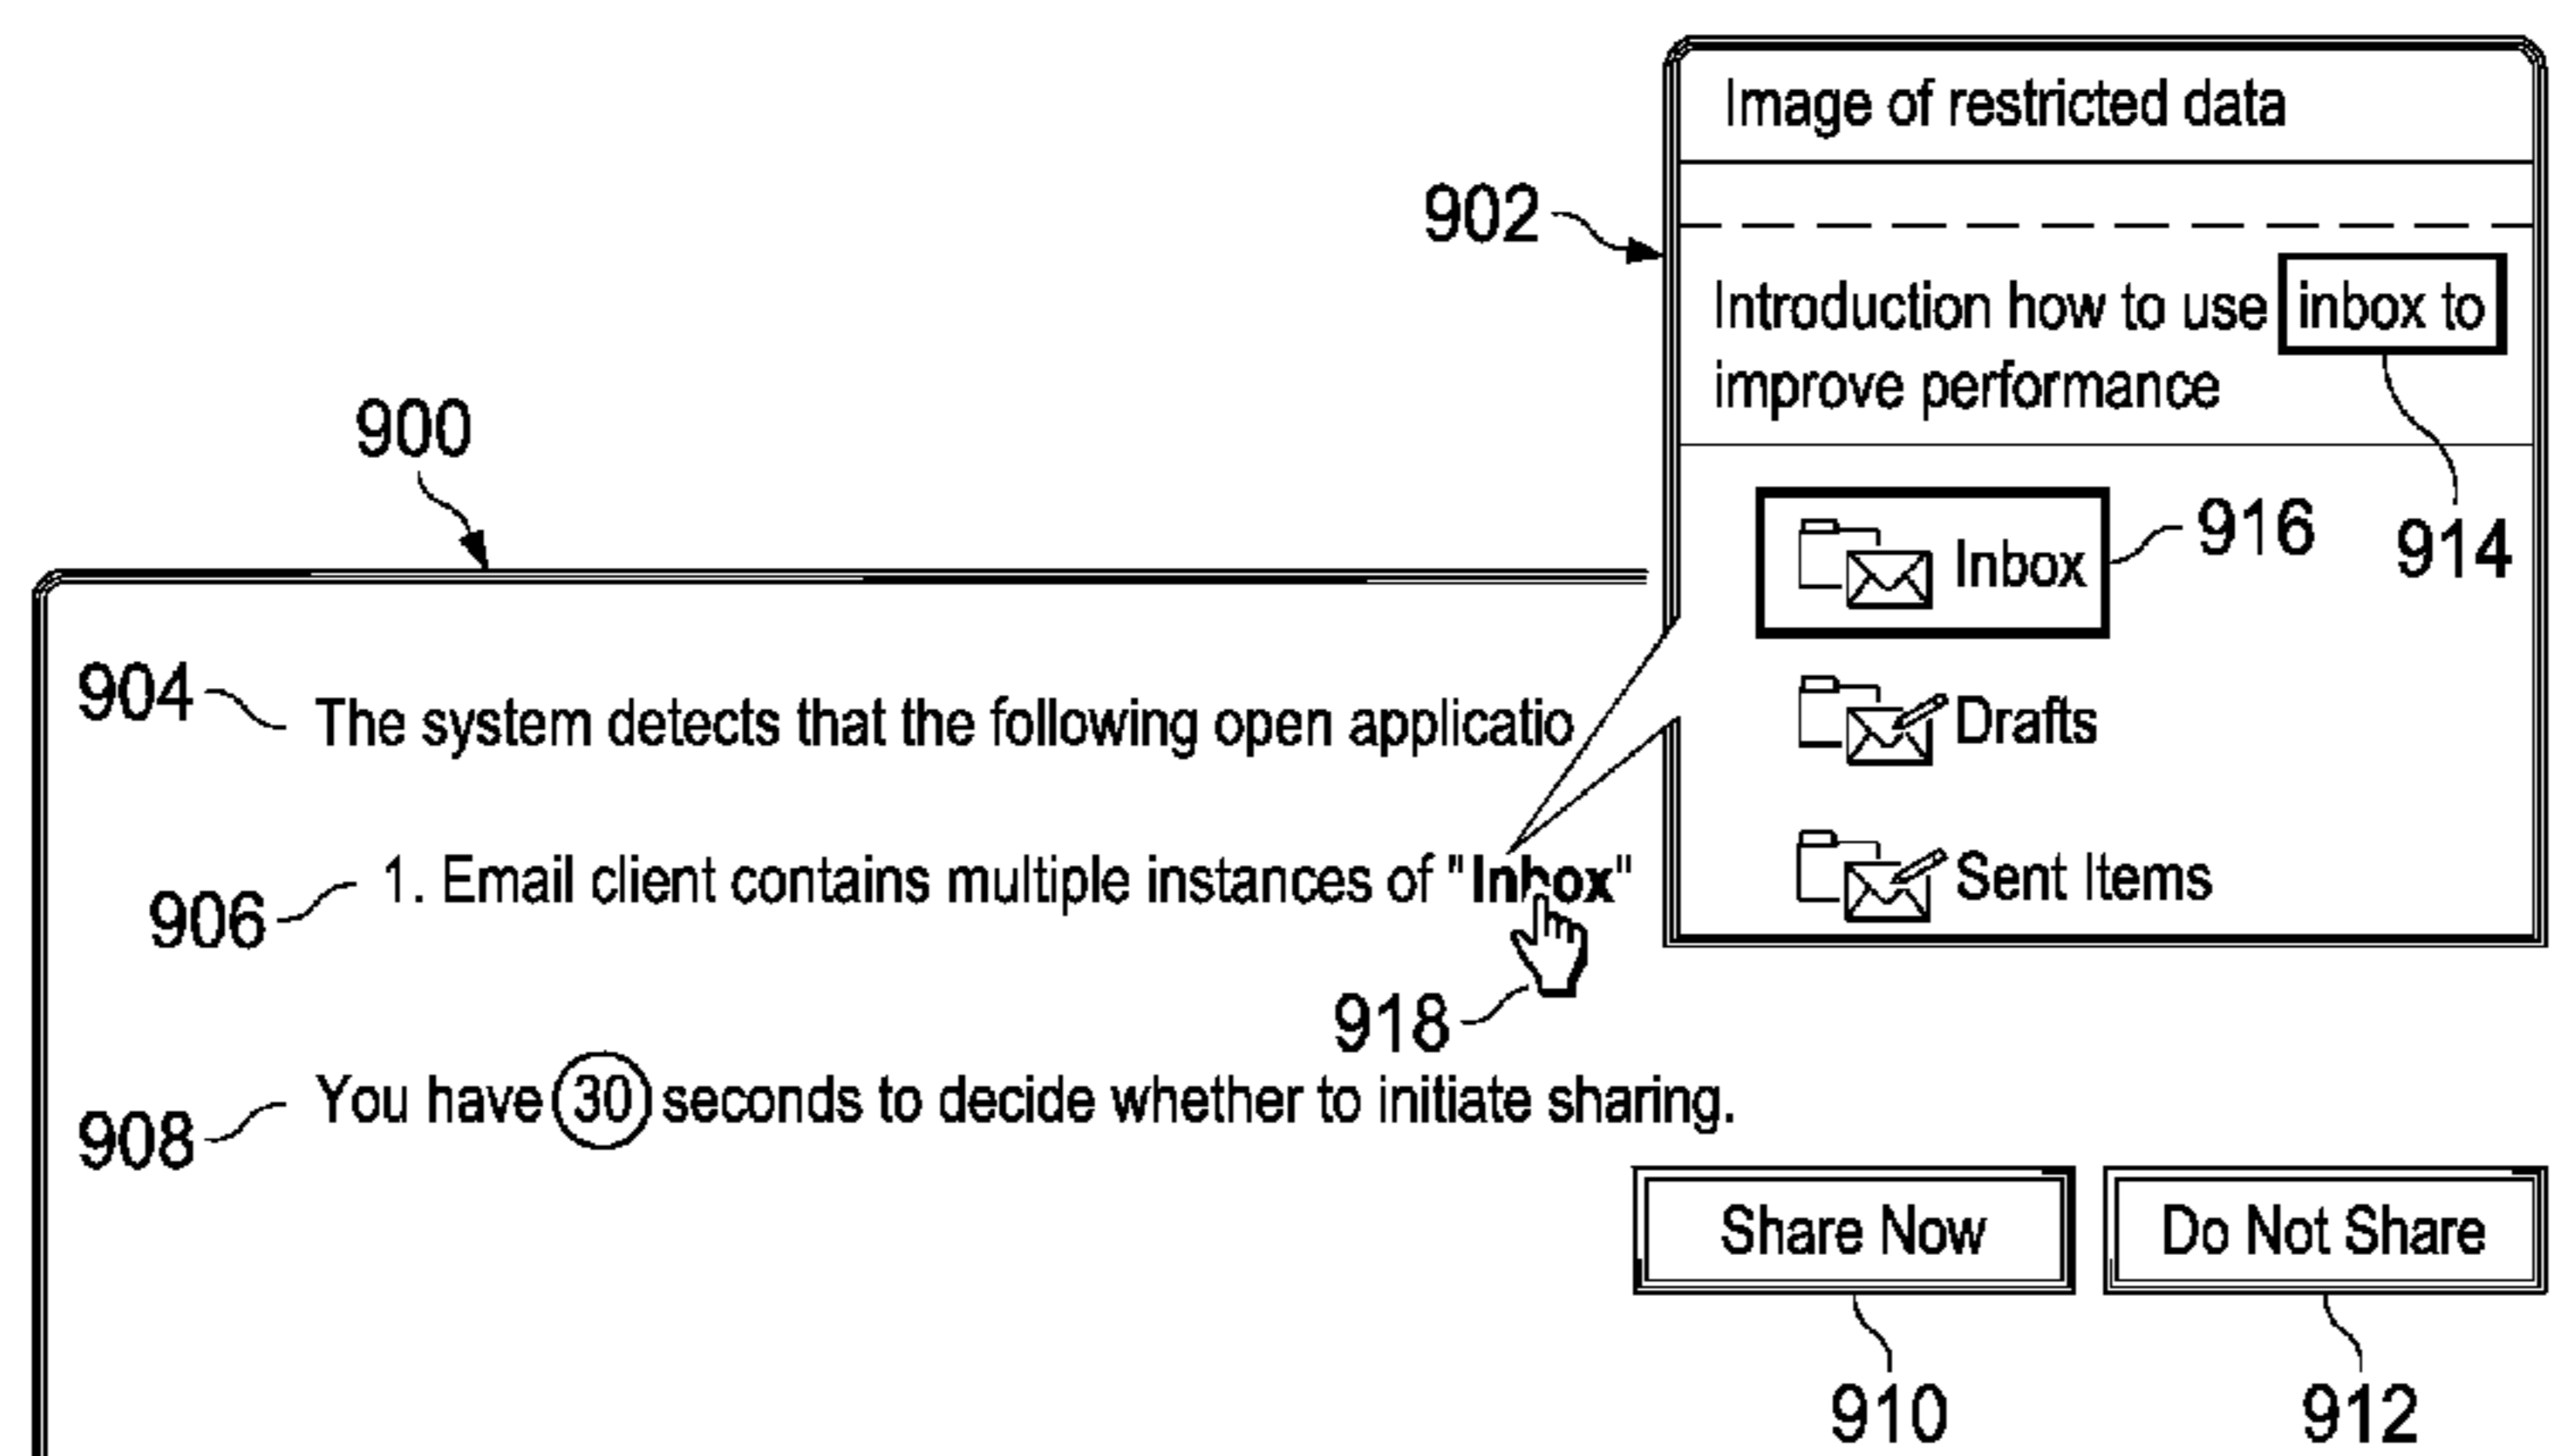 Image of restricted data
902
Introduction how to use inbox to
improve performance
900
916
914
Inbox
904
The system detects that the following open applicatio
Drafts
906
1. Email client contains multiple instances of "Inbox"
Sent Items
918
908
You have 30 seconds to decide whether to initiate sharing.
Share Now
Do Not Share
910
912